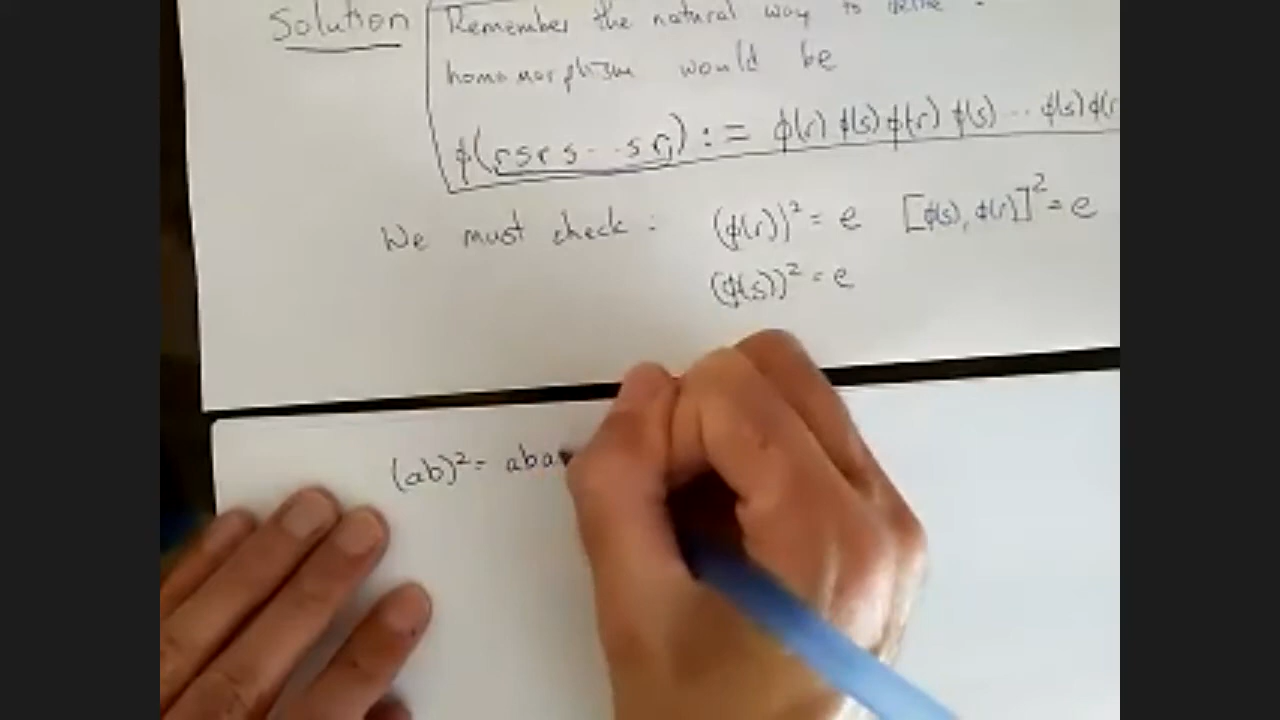 Solution
Remember the natural way to define
homomorphism would be
ϕ(rsrs...sr) := ϕ(r) ϕ(s) ϕ(r) ϕ(s) ... ϕ(s) ϕ(r
We must check : (ϕ(r))² = e [ϕ(s), ϕ(r)]² = e
(ϕ(s))² = e
(ab)² = aba